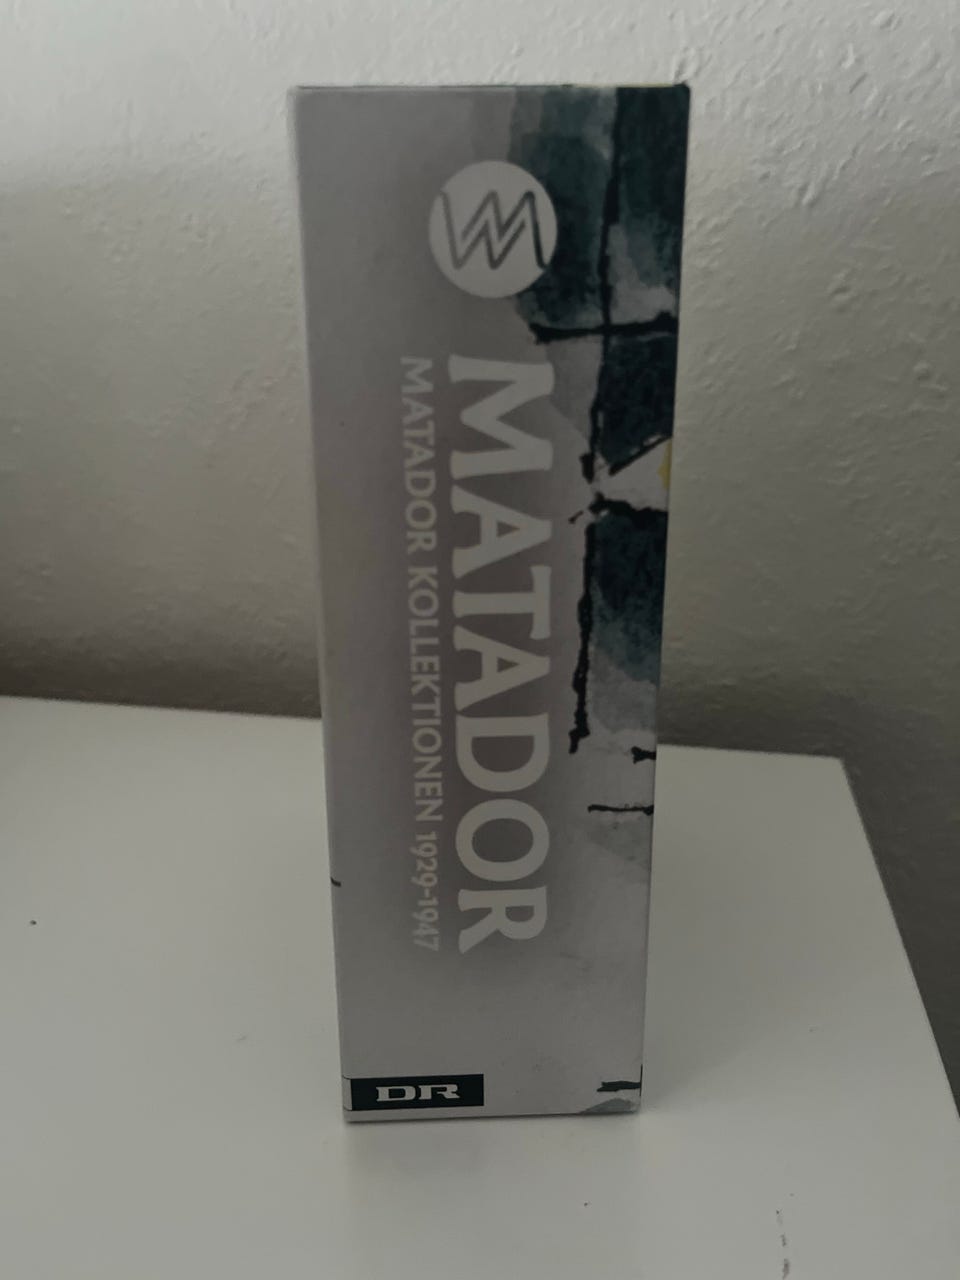 MATADOR
MATADOR KOLLEKTIONEN 1929-1947
DR